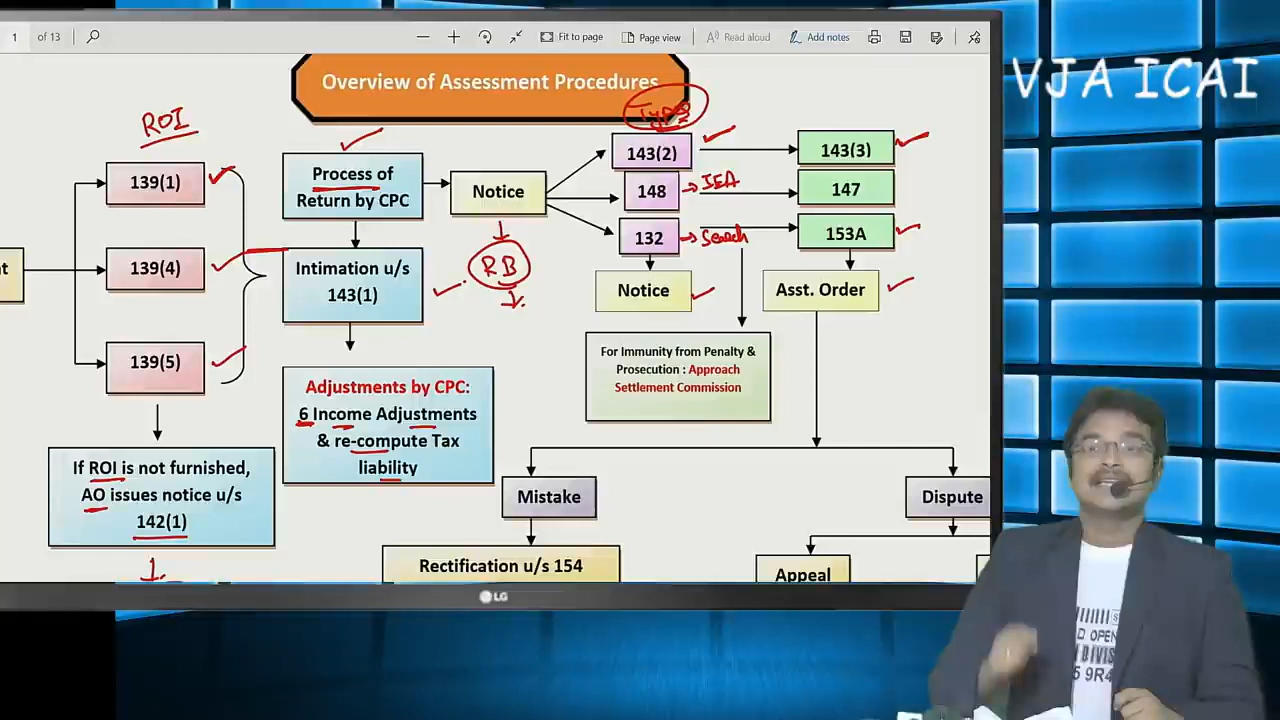 1 of 13
Fit to page
Page view
Read aloud
Add notes
VJA ICAI
Overview of Assessment Procedures
Types
ROI
139(1)
139(4)
139(5)
If ROI is not furnished,
AO issues notice u/s
142(1)
Process of
Return by CPC
Intimation u/s
143(1)
Adjustments by CPC:
6 Income Adjustments
& re-compute Tax
liability
Notice
RB
143(2)
143(3)
148
IEA
147
132
Search
153A
Notice
Asst. Order
For Immunity from Penalty &
Prosecution : Approach
Settlement Commission
Mistake
Dispute
Rectification u/s 154
Appeal
LG
D OPEN
DIVIS
5 9R4